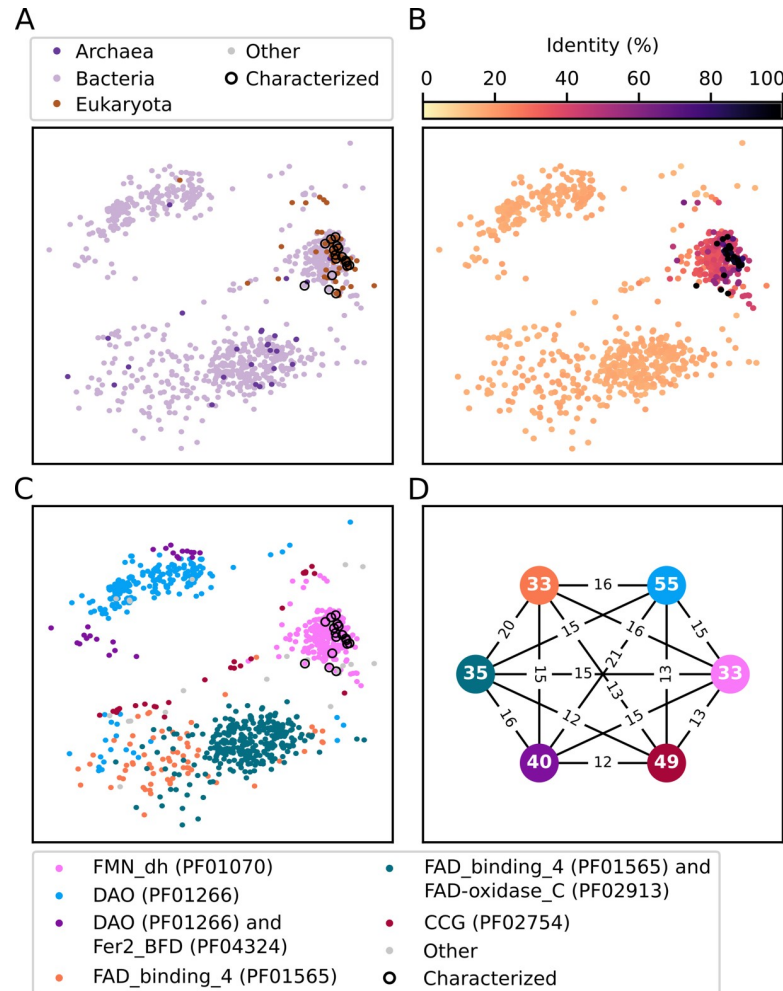 A
B
Archaea
Other
Bacteria
Characterized
Eukaryota
Identity (%)
0 20 40 60 80 100
C
D
33
16
55
20
15
16
15
35
15
15
21
13
13
33
16
12
15
13
40
12
49
FMN_dh (PF01070)
DAO (PF01266)
DAO (PF01266) and
Fer2_BFD (PF04324)
FAD_binding_4 (PF01565)
FAD_binding_4 (PF01565) and
FAD-oxidase_C (PF02913)
CCG (PF02754)
Other
Characterized